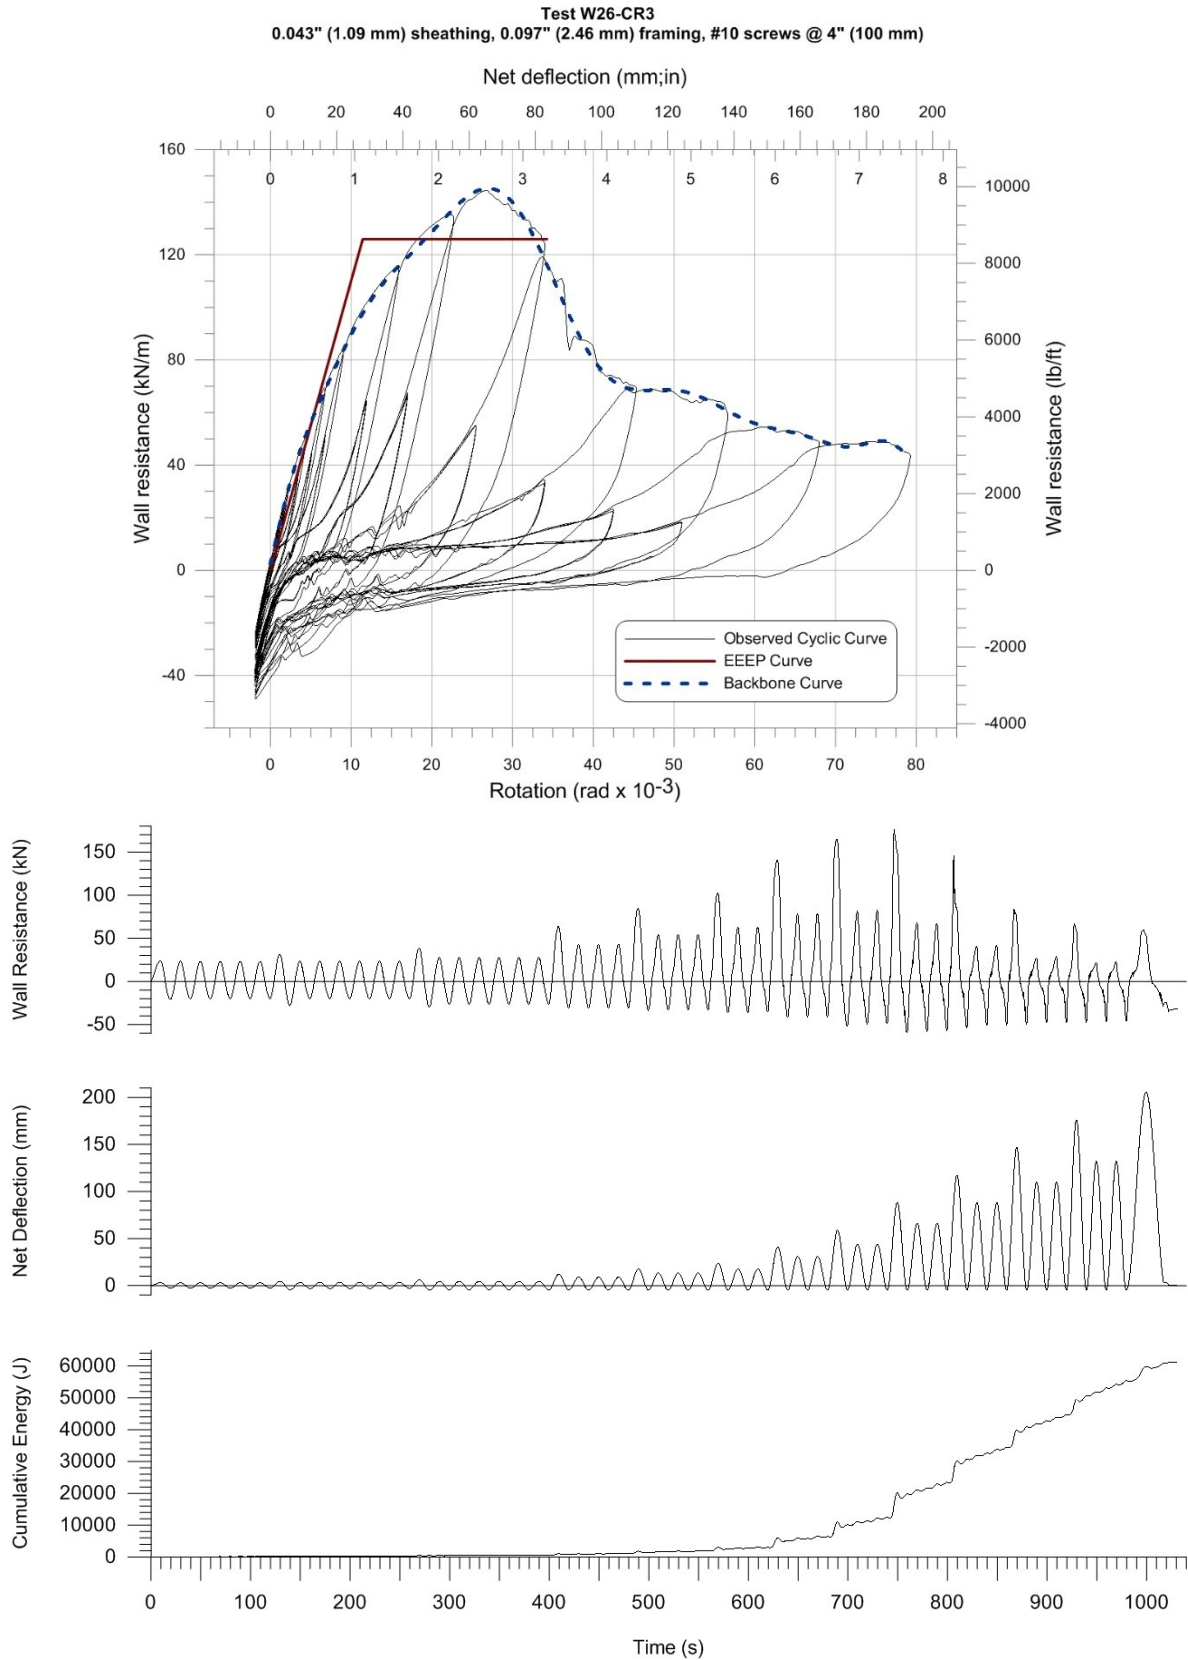 Test W26-CR3
0.043" (1.09 mm) sheathing, 0.097" (2.46 mm) framing, #10 screws @ 4" (100 mm)
Net deflection (mm;in)
0 20 40 60 80 100 120 140 160 180 200
0 1 2 3 4 5 6 7 8
160
120
80
40
0
-40
Wall resistance (kN/m)
10000
8000
6000
4000
2000
0
-2000
-4000
Wall resistance (lb/ft)
Observed Cyclic Curve
EEEP Curve
Backbone Curve
0 10 20 30 40 50 60 70 80
Rotation (rad x 10-3)
Wall Resistance (kN)
150
100
50
0
-50
Net Deflection (mm)
200
150
100
50
0
Cumulative Energy (J)
60000
50000
40000
30000
20000
10000
0
0 100 200 300 400 500 600 700 800 900 1000
Time (s)